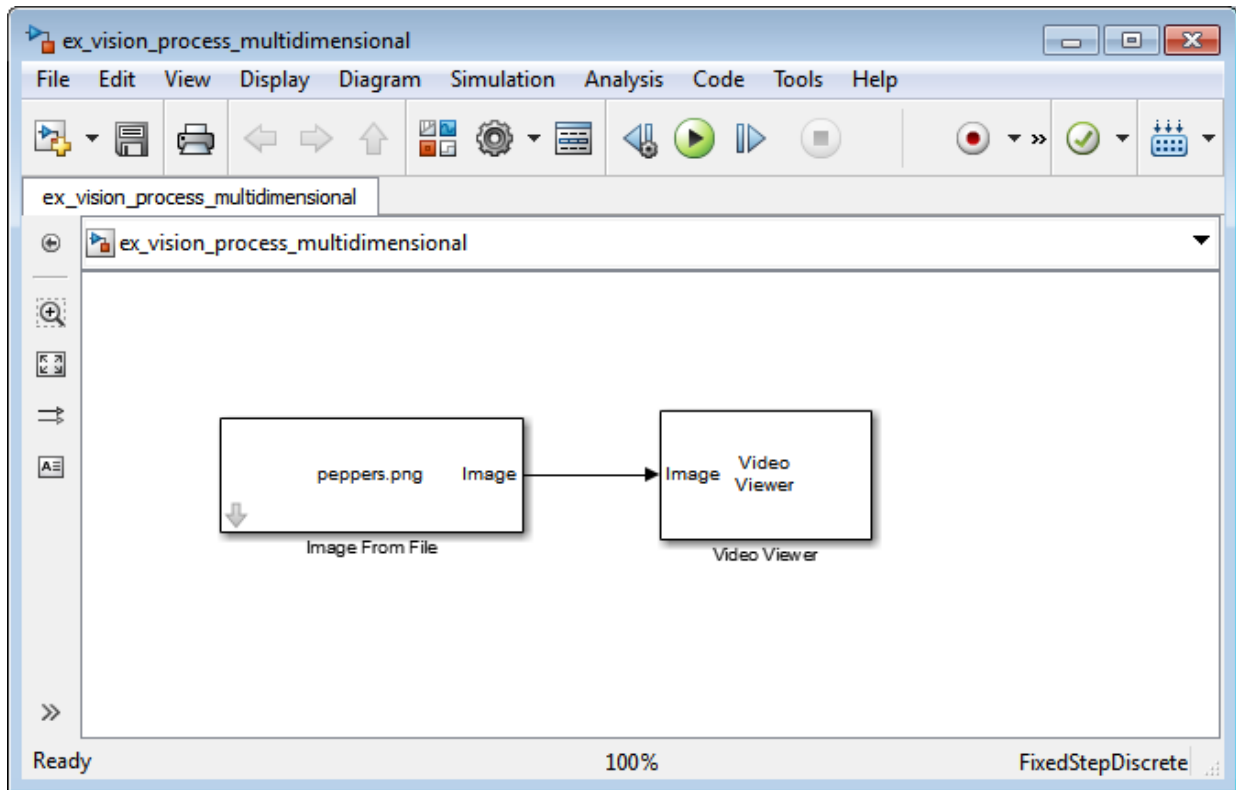 ex_vision_process_multidimensional
File Edit View Display Diagram Simulation Analysis Code Tools Help
ex_vision_process_multidimensional
ex_vision_process_multidimensional
peppers.png Image
Image From File
Image Video Viewer
Video Viewer
Ready 100% FixedStepDiscrete